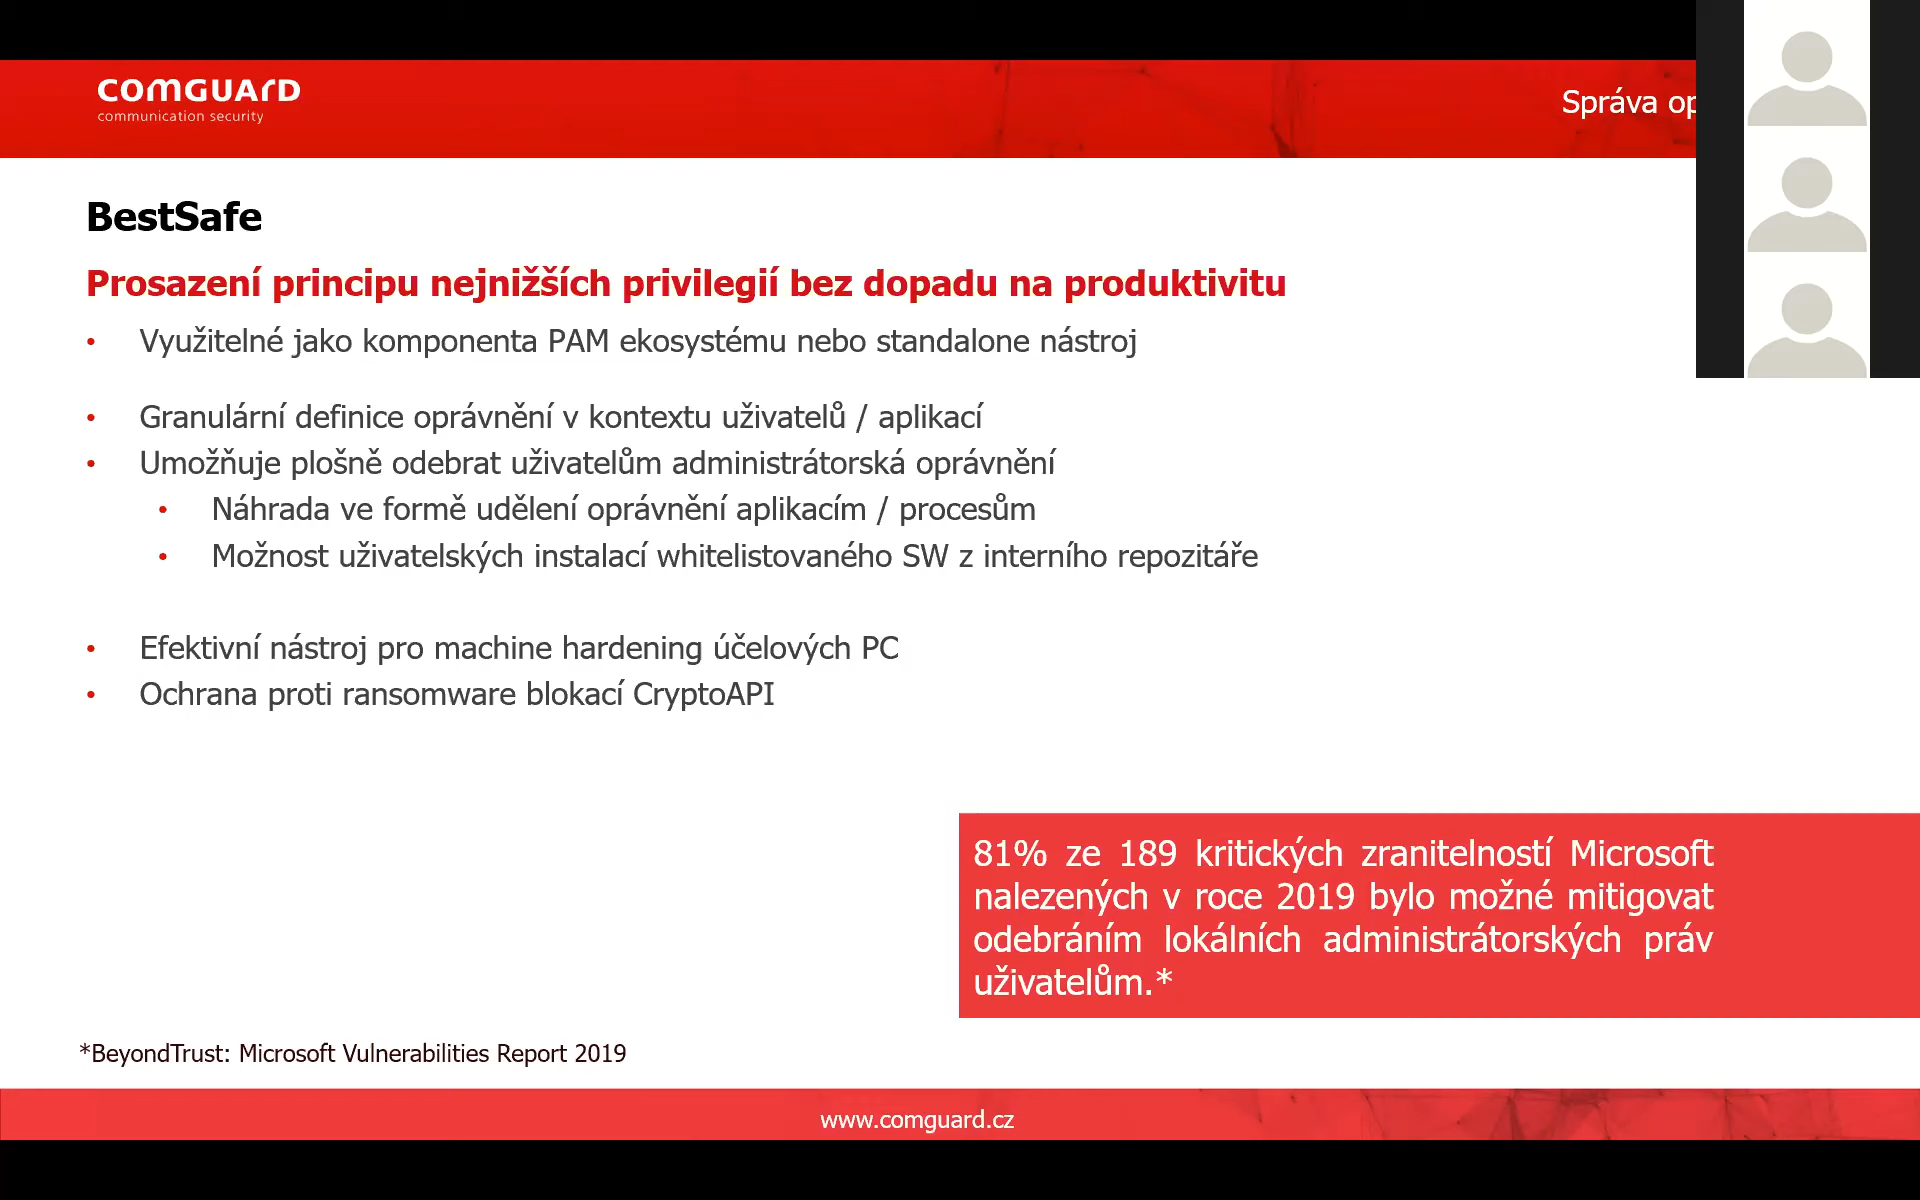 comGUArD
communication security
Správa op
BestSafe
Prosazení principu nejnižších privilegií bez dopadu na produktivitu
• Využitelné jako komponenta PAM ekosystému nebo standalone nástroj
• Granulární definice oprávnění v kontextu uživatelů / aplikací
• Umožňuje plošně odebrat uživatelům administrátorská oprávnění
• Náhrada ve formě udělení oprávnění aplikacím / procesům
• Možnost uživatelských instalací whitelistovaného SW z interního repozitáře
• Efektivní nástroj pro machine hardening účelových PC
• Ochrana proti ransomware blokací CryptoAPI
81% ze 189 kritických zranitelností Microsoft
nalezených v roce 2019 bylo možné mitigovat
odebráním lokálních administrátorských práv
uživatelům.*
*BeyondTrust: Microsoft Vulnerabilities Report 2019
www.comguard.cz